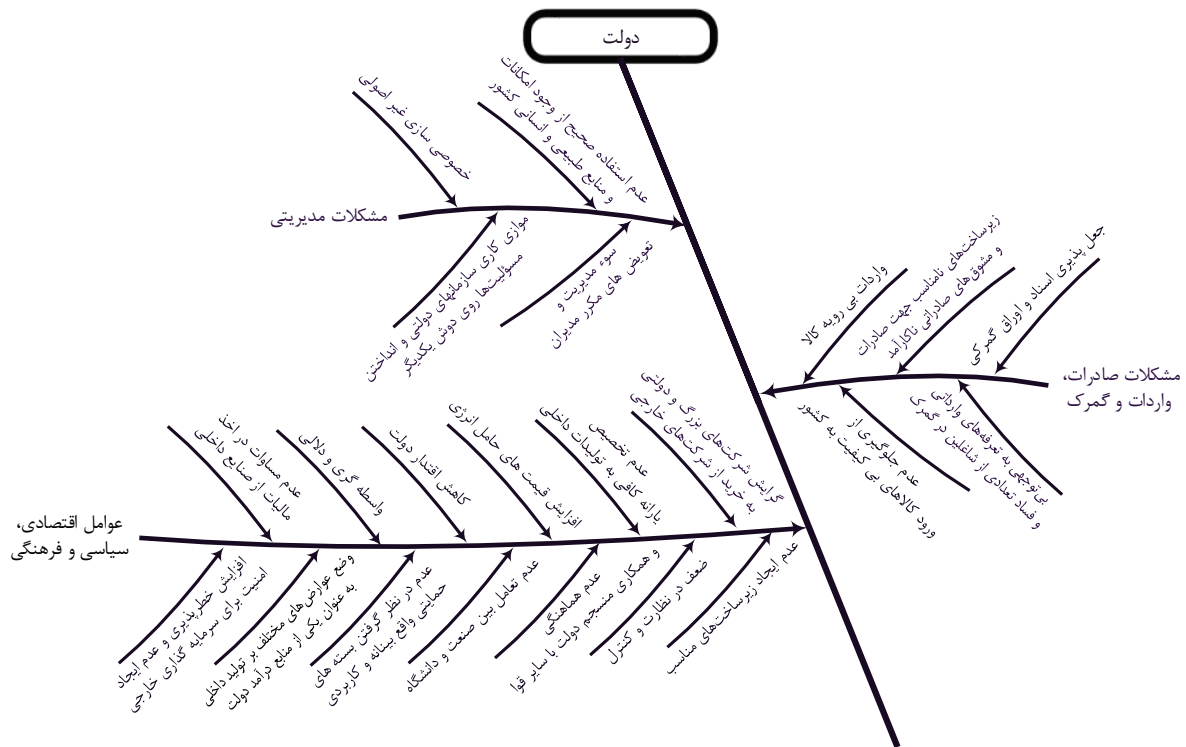 دولت
خصوصی سازی غیر اصولی
عدم استفاده صحیح از وجود امکانات
و منابع طبیعی و انسانی کشور
مشکلات مدیریتی
موازی کاری سازمانهای دولتی و انداختن
مسؤلیت‌ها روی دوش یکدیگر
سوء مدیریت و
تعویض های مکرر مدیران
واردات بی رویه کالا
زیرساخت‌های نامناسب جهت صادرات
و مشوق‌های صادراتی ناکارآمد
جعل پذیری اسناد و اوراق گمرکی
مشکلات صادرات،
واردات و گمرک
عدم جلوگیری از
ورود کالاهای بی کیفیت به کشور
بی‌توجهی به تعرفه‌های وارداتی
و فساد تعدادی از شاغلین در گمرک
عدم مساوات در اخذ
مالیات از صنایع داخلی
واسطه گری و دلالی
کاهش اقتدار دولت
افزایش قیمت های حامل انرژی
عدم تخصیص
یارانه کافی به تولیدات داخلی
گرایش شرکت‌های بزرگ و دولتی
به خرید از شرکت‌های خارجی
عوامل اقتصادی،
سیاسی و فرهنگی
افزایش خطرپذیری و عدم ایجاد
امنیت برای سرمایه گذاری خارجی
وضع عوارض‌های مختلف بر تولید داخلی
به عنوان یکی از منابع درآمد دولت
عدم در نظر گرفتن بسته های
حمایتی واقع بینانه و کاربردی
عدم تعامل بین صنعت و دانشگاه
عدم هماهنگی
و همکاری منسجم دولت با سایر قوا
ضعف در نظارت و کنترل
عدم ایجاد زیرساخت‌های مناسب